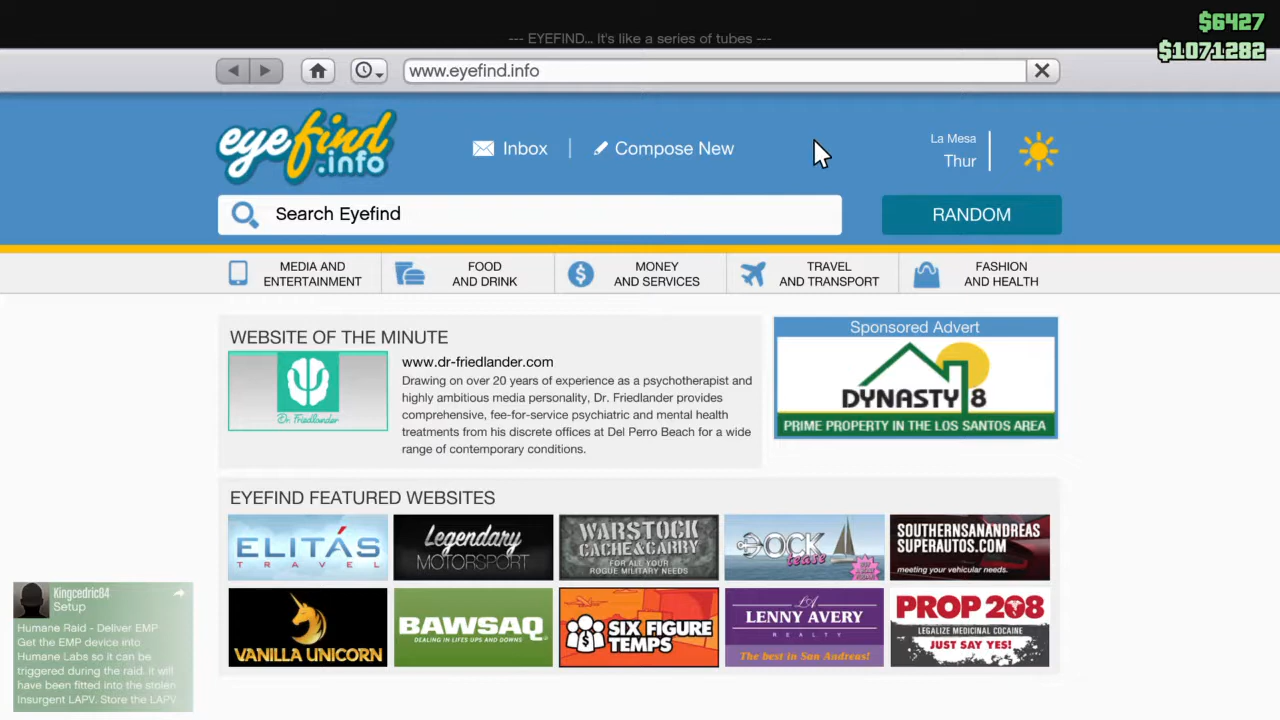 $6427
--- EYEFIND... It's like a series of tubes ---
$1071282
www.eyefind.info
eyefind
.info
Inbox
Compose New
La Mesa
Thur
Search Eyefind
RANDOM
MEDIA AND
ENTERTAINMENT
FOOD
AND DRINK
MONEY
AND SERVICES
TRAVEL
AND TRANSPORT
FASHION
AND HEALTH
WEBSITE OF THE MINUTE
Dr. Friedlander
www.dr-friedlander.com
Drawing on over 20 years of experience as a psychotherapist and
highly ambitious media personality, Dr. Friedlander provides
comprehensive, fee-for-service psychiatric and mental health
treatments from his discrete offices at Del Perro Beach for a wide
range of contemporary conditions.
Sponsored Advert
DYNASTY 8
PRIME PROPERTY IN THE LOS SANTOS AREA
EYEFIND FEATURED WEBSITES
ELITÁS
TRAVEL
Legendary
MOTORSPORT
WARSTOCK
CACHE & CARRY
FOR ALL YOUR
ROGUE MILITARY NEEDS
DOCK
tease
SOUTHERNSANANDREAS
SUPERAUTOS.COM
meeting your vehicular needs.
VANILLA UNICORN
BAWSAQ
DEALING IN LIFES UPS AND DOWNS
SIX FIGURE
TEMPS
LA
LENNY AVERY
REALTY
The best in San Andreas!
PROP 208
LEGALIZE MEDICINAL COCAINE
JUST SAY YES!
Kingcedric84
Setup
Humane Raid - Deliver EMP
Get the EMP device into
Humane Labs so it can be
triggered during the raid. it will
have been fitted into the stolen
Insurgent LAPV. Store the LAPV